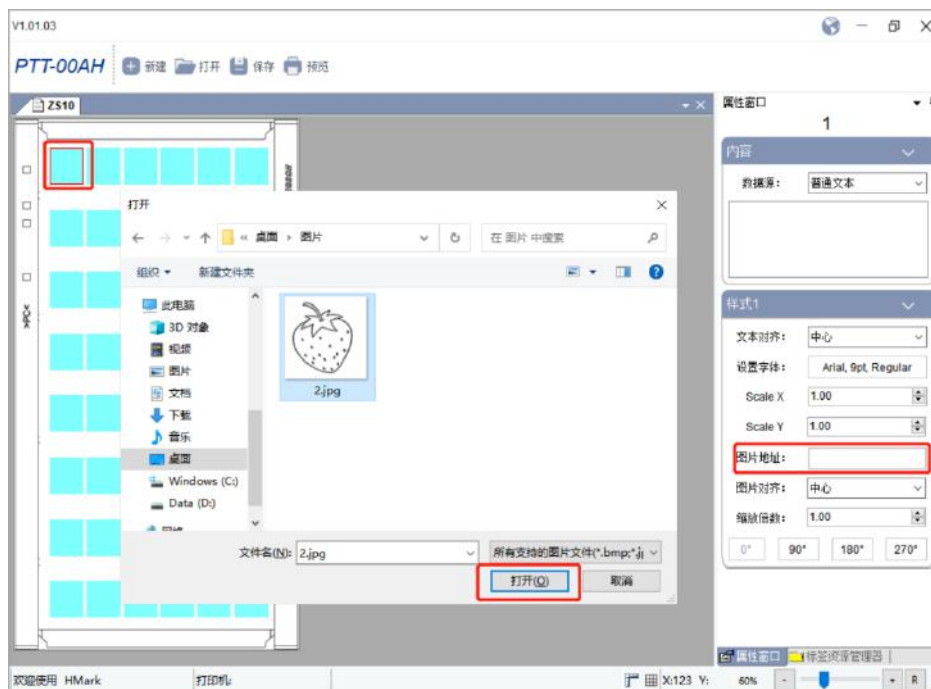 V1.01.03
PTT-00AH 新建 打开 保存 预览
ZS10
属性窗口
1
内容
数据源： 普通文本
样式1
文本对齐： 中心
设置字体： Arial, 9pt, Regular
Scale X 1.00
Scale Y 1.00
图片地址：
图片对齐： 中心
缩放倍数： 1.00
0° 90° 180° 270°
打开
« 桌面 › 图片
在 图片 中搜索
组织 新建文件夹
此电脑
3D 对象
视频
图片
文档
下载
音乐
桌面
Windows (C:)
Data (D:)
网络
2.jpg
文件名(N): 2.jpg
所有支持的图片文件(*.bmp;*.j
打开(O) 取消
属性窗口 标签资源管理器
欢迎使用 HMark 打印机: X:123 Y: 60% - + R